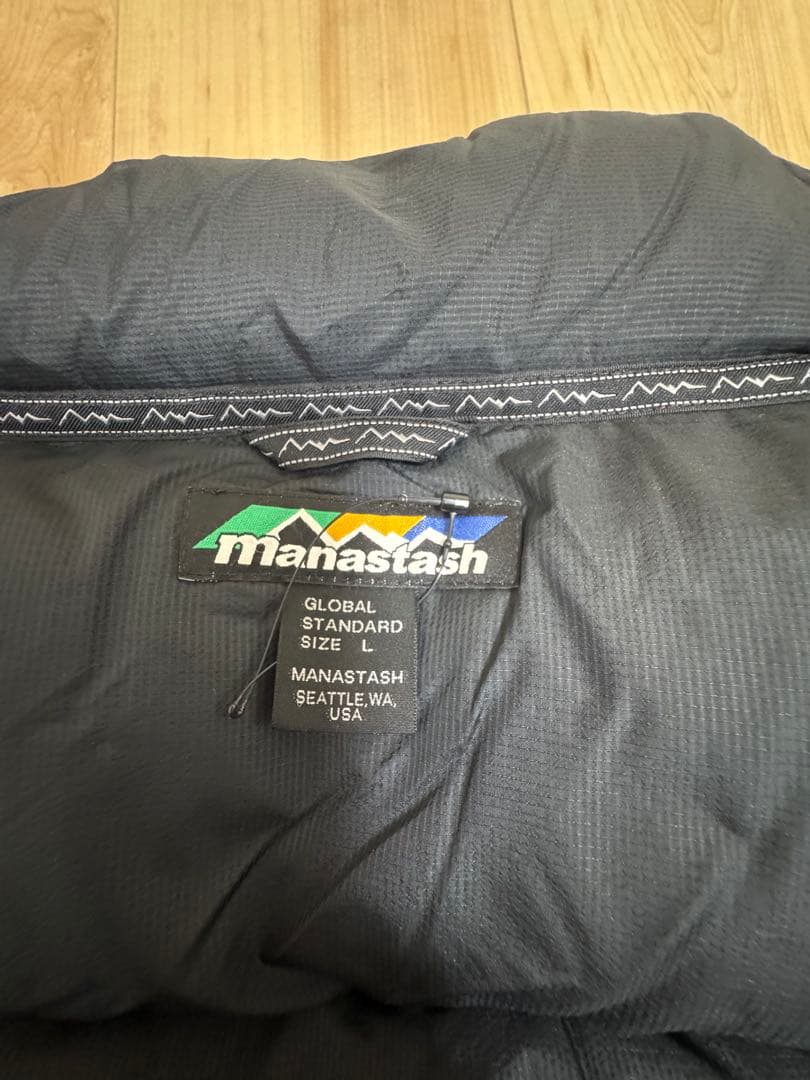 manastash
GLOBAL
STANDARD
SIZE L
MANASTASH
SEATTLE,WA,
USA